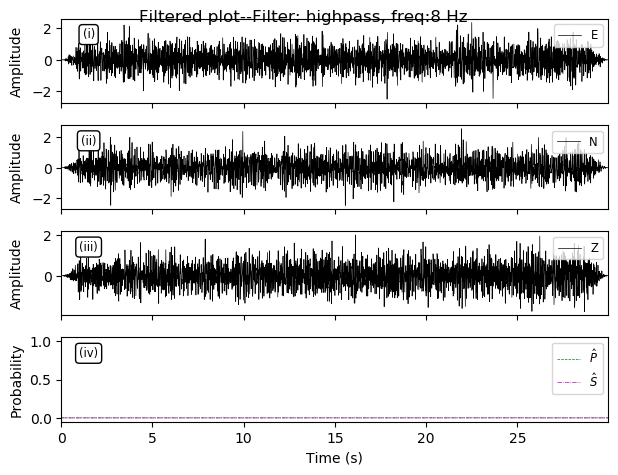 Filtered plot--Filter: highpass, freq:8 Hz
(i)
E
Amplitude
2
0
−2
(ii)
N
Amplitude
2
0
−2
(iii)
Z
Amplitude
2
0
(iv)
P̂
Ŝ
Probability
1.0
0.5
0.0
0 5 10 15 20 25
Time (s)